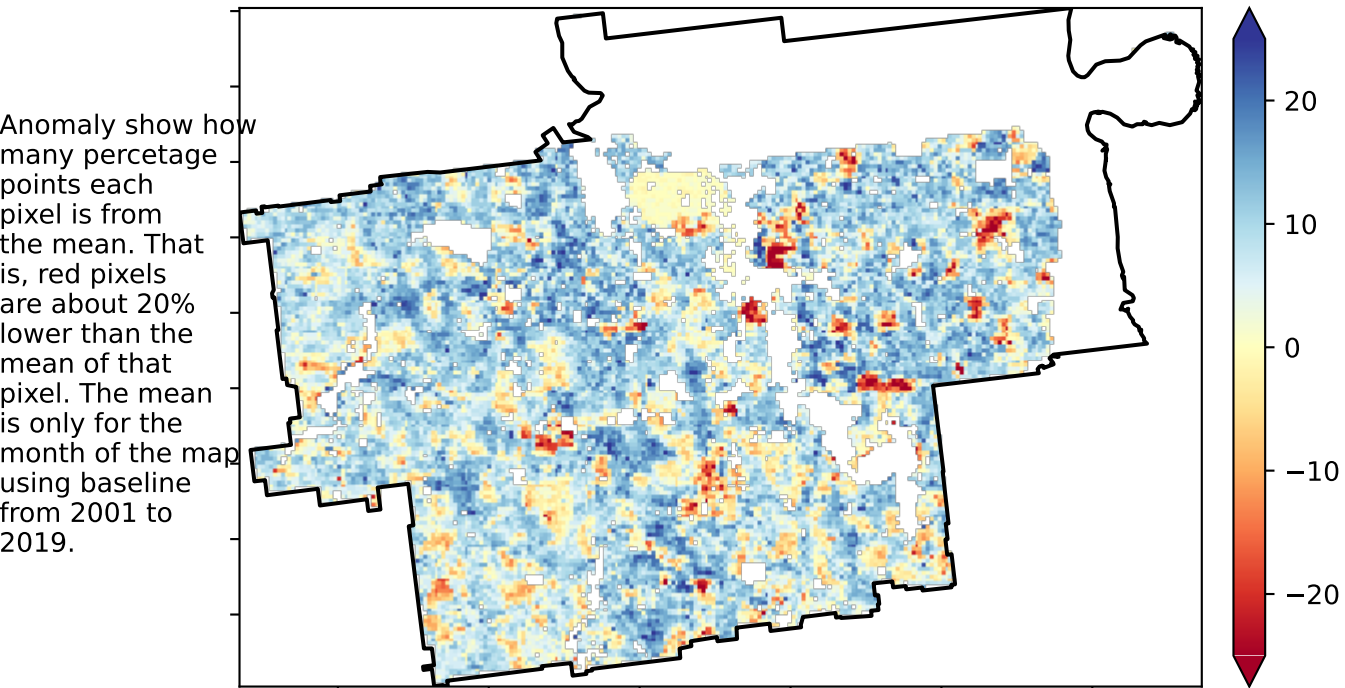 Anomaly show how
many percetage
points each
pixel is from
the mean. That
is, red pixels
are about 20%
lower than the
mean of that
pixel. The mean
is only for the
month of the map
using baseline
from 2001 to
2019.
20
10
0
−10
−20